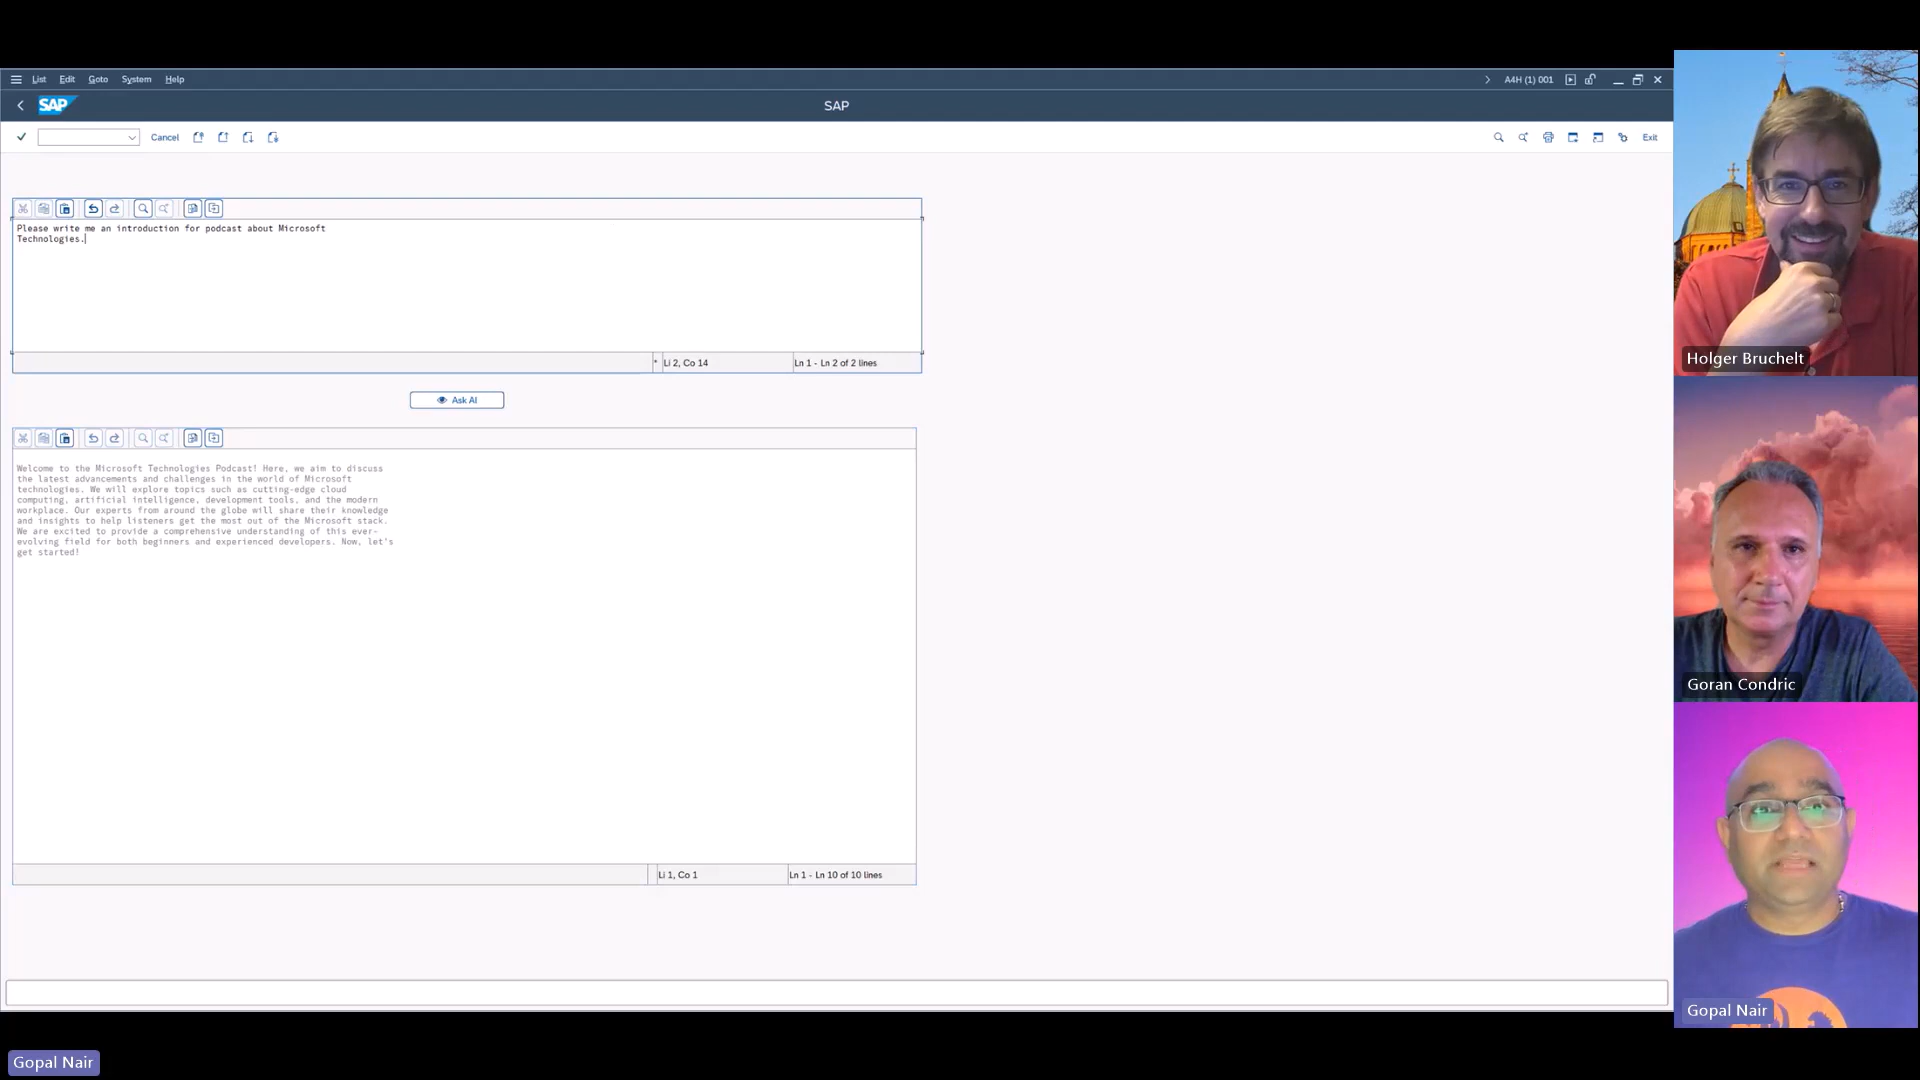 List Edit Goto System Help
A4H (1) 001
SAP
SAP
Cancel
Exit
Please write me an introduction for podcast about Microsoft
Technologies.
* Li 2, Co 14 Ln 1 - Ln 2 of 2 lines
Ask AI
Welcome to the Microsoft Technologies Podcast! Here, we aim to discuss
the latest advancements and challenges in the world of Microsoft
technologies. We will explore topics such as cutting-edge cloud
computing, artificial intelligence, development tools, and the modern
workplace. Our experts from around the globe will share their knowledge
and insights to help listeners get the most out of the Microsoft stack.
We are excited to provide a comprehensive understanding of this ever-
evolving field for both beginners and experienced developers. Now, let's
get started!
Li 1, Co 1 Ln 1 - Ln 10 of 10 lines
Holger Bruchelt
Goran Condric
Gopal Nair
Gopal Nair